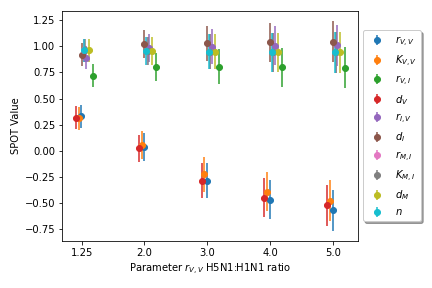 SPOT Value
1.25
1.00
0.75
0.50
0.25
0.00
−0.25
−0.50
−0.75
1.25 2.0 3.0 4.0 5.0
Parameter r_{V,V} H5N1:H1N1 ratio
r_{V,V}
K_{V,V}
r_{V,I}
d_V
r_{I,V}
d_I
r_{M,I}
K_{M,I}
d_M
n